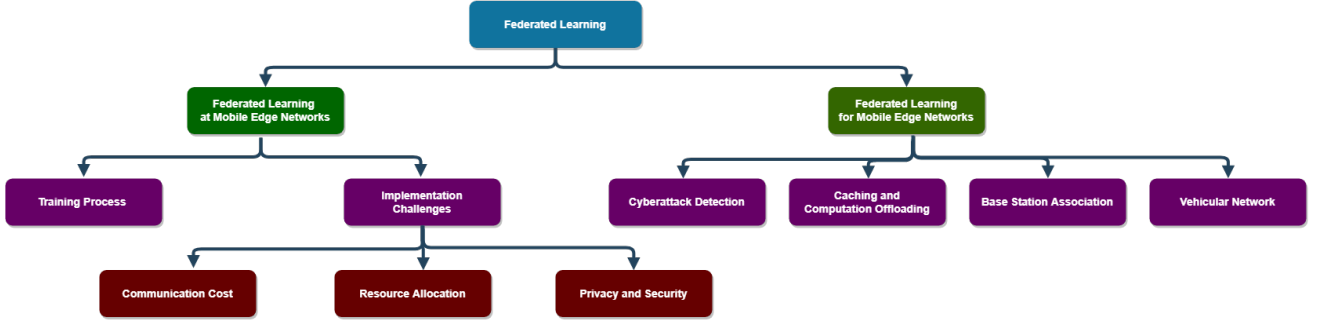 Federated Learning
Federated Learning
at Mobile Edge Networks
Federated Learning
for Mobile Edge Networks
Training Process
Implementation
Challenges
Cyberattack Detection
Caching and
Computation Offloading
Base Station Association
Vehicular Network
Communication Cost
Resource Allocation
Privacy and Security